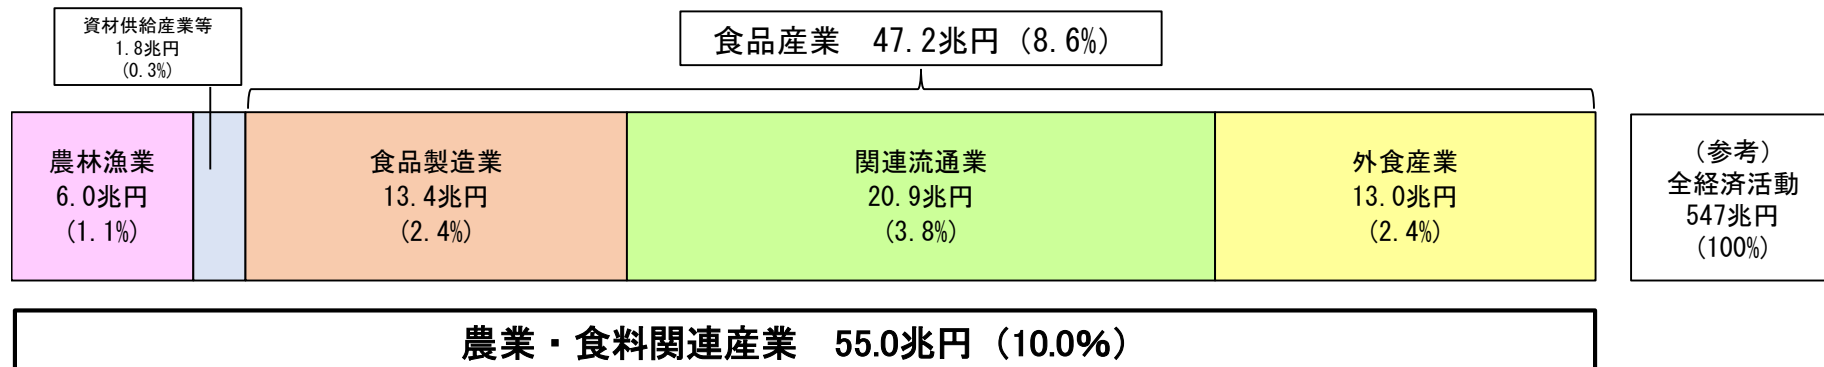 資材供給産業等
1.8兆円
(0.3%)
食品産業　47.2兆円（8.6%）
農林漁業
6.0兆円
(1.1%)
食品製造業
13.4兆円
(2.4%)
関連流通業
20.9兆円
(3.8%)
外食産業
13.0兆円
(2.4%)
（参考）
全経済活動
547兆円
(100%)
農業・食料関連産業　55.0兆円（10.0%）